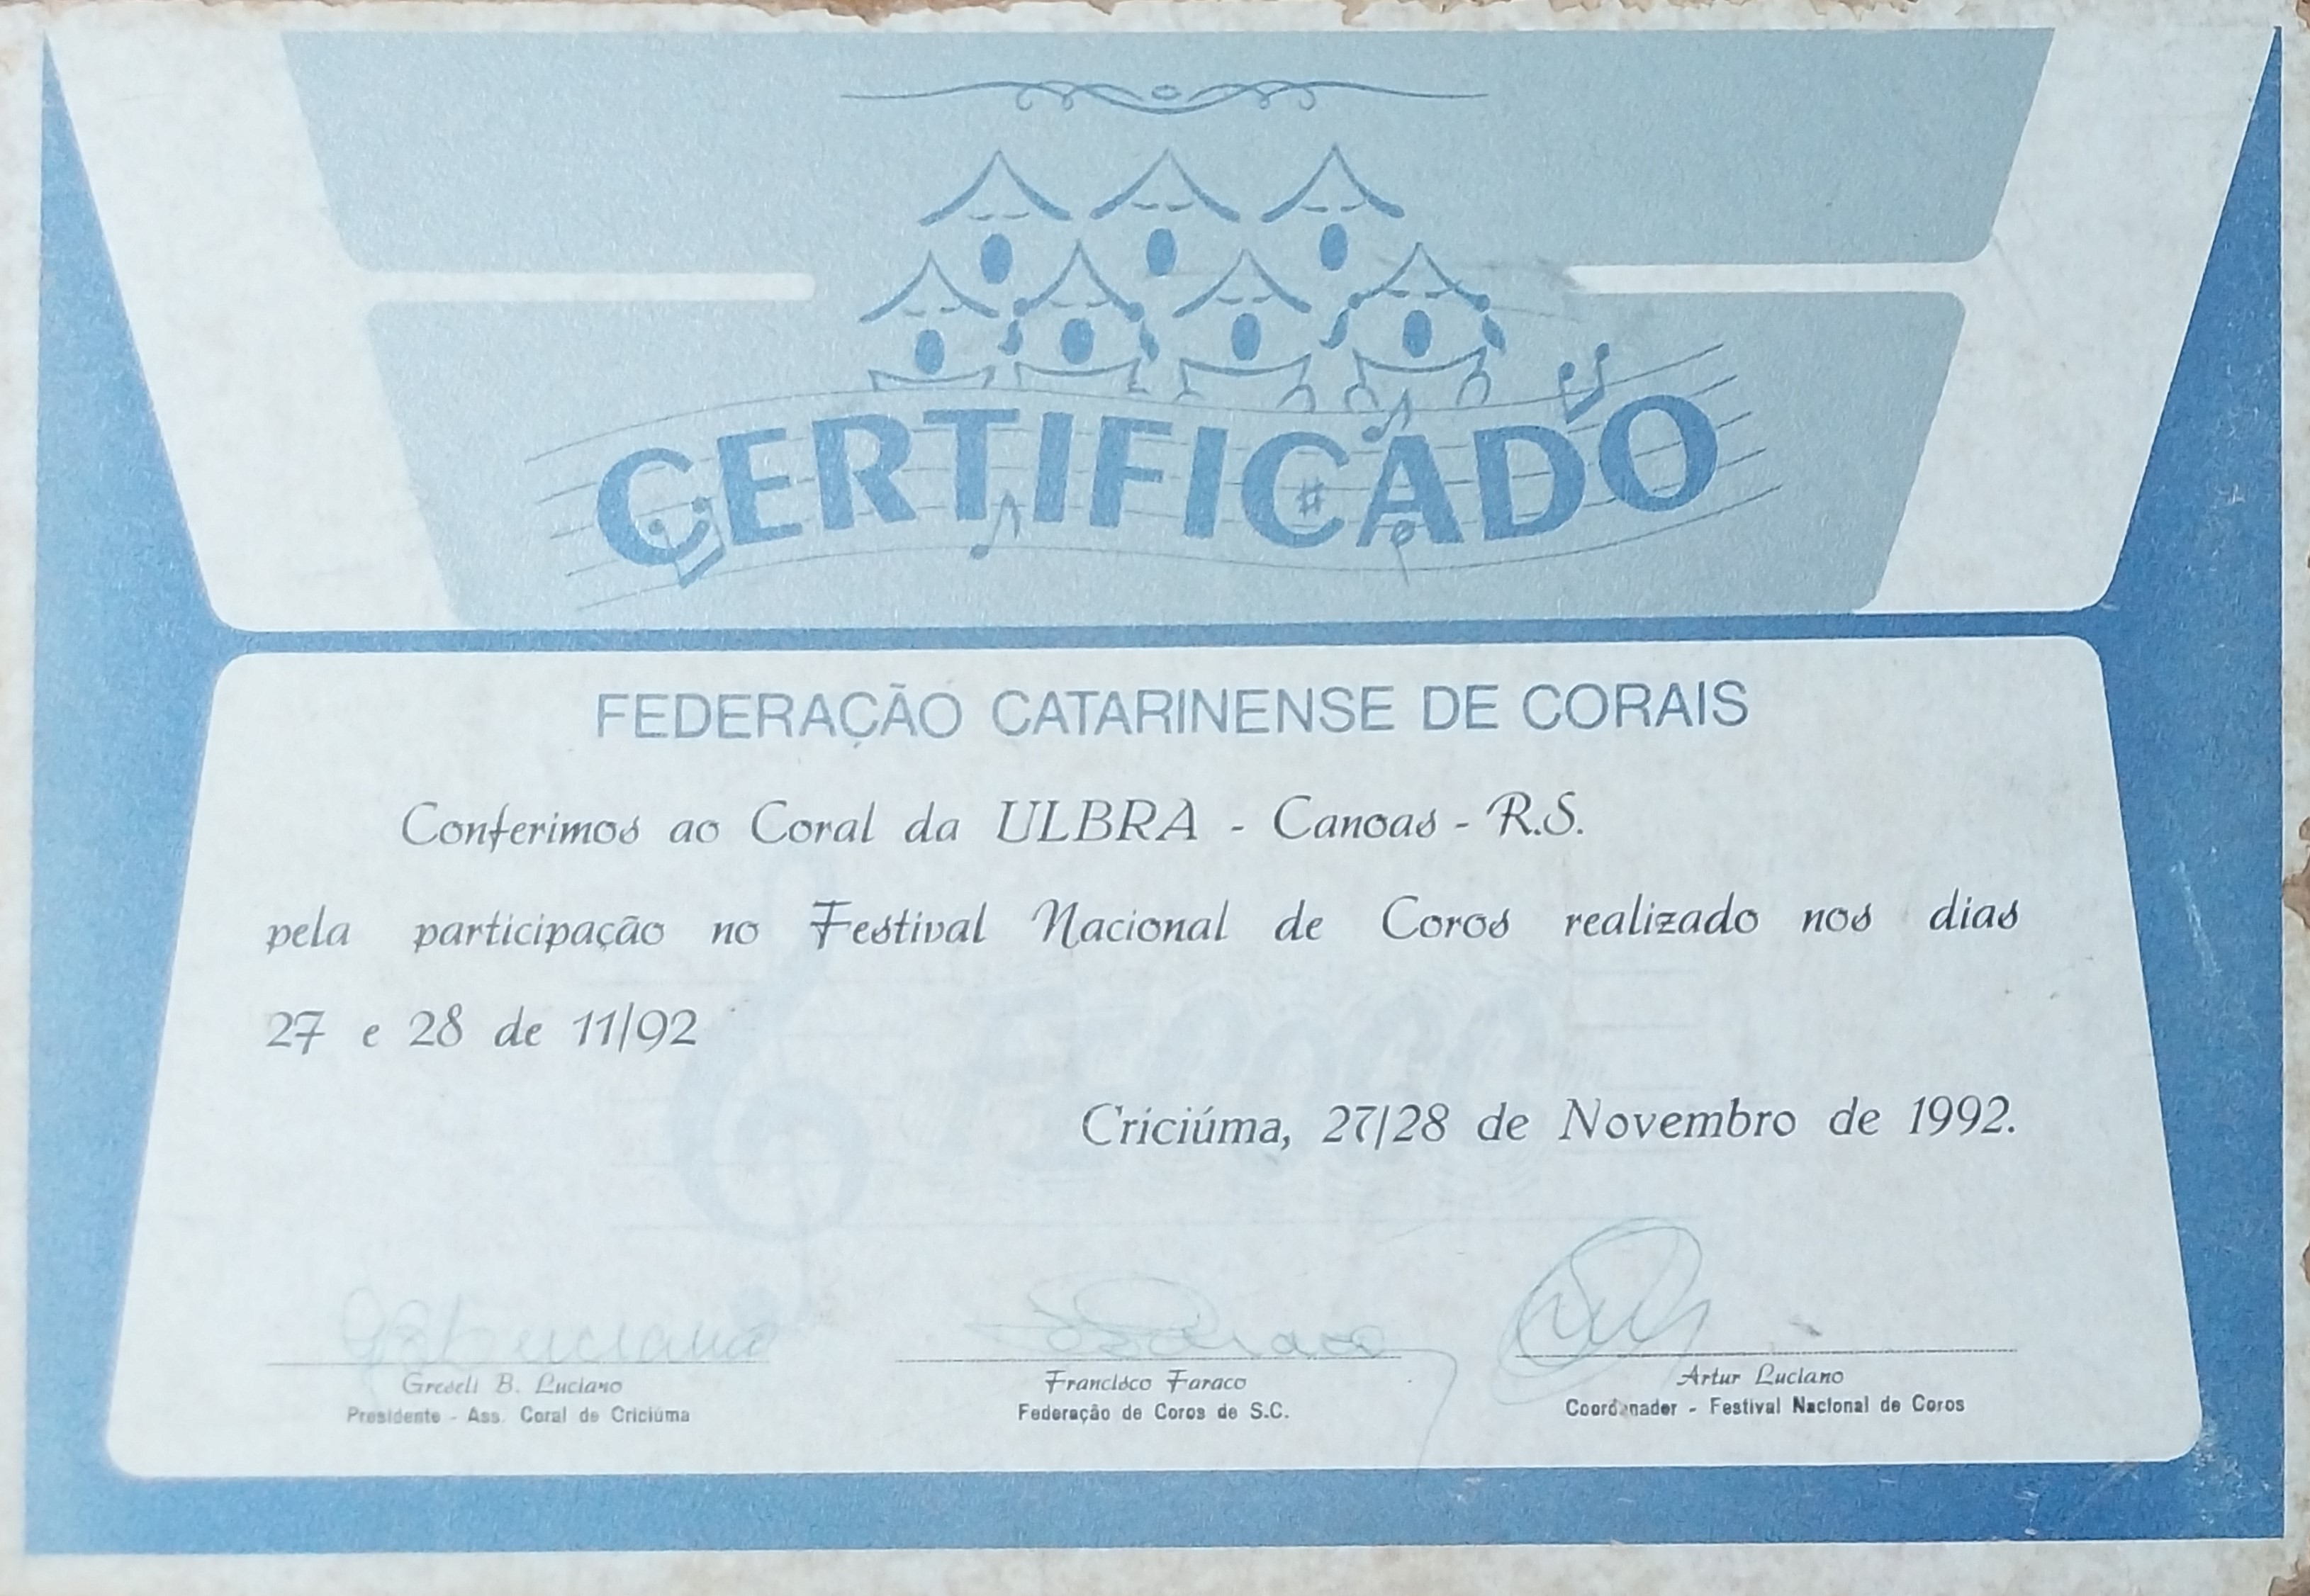 CERTIFICADO
FEDERAÇÃO CATARINENSE DE CORAIS
Conferimos ao Coral da ULBRA - Canoas - R.S.
pela participação no Festival Nacional de Coros realizado nos dias
27 e 28 de 11/92
Criciúma, 27/28 de Novembro de 1992.
Greseli B. Luciano
Presidente - Ass. Coral de Criciúma
Francisco Faraco
Federação de Coros de S.C.
Artur Luciano
Coordenador - Festival Nacional de Coros